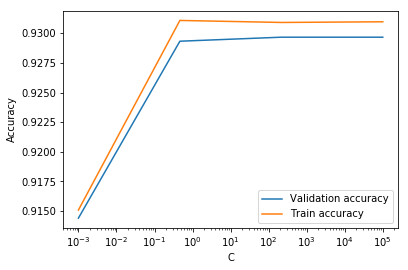 0.9300
0.9275
0.9250
0.9225
0.9200
0.9175
0.9150
Accuracy
Validation accuracy
Train accuracy
10⁻³ 10⁻² 10⁻¹ 10⁰ 10¹ 10² 10³ 10⁴ 10⁵
C